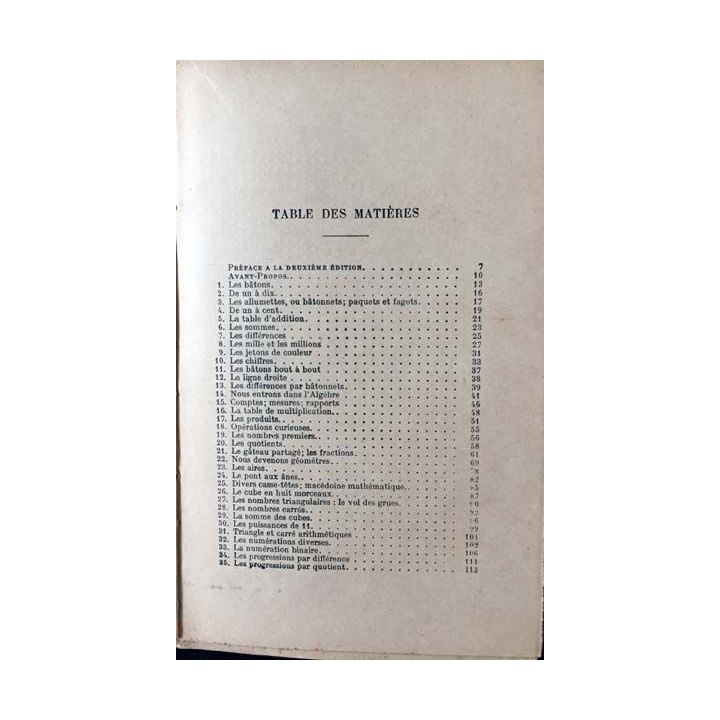 TABLE DES MATIÈRES
PRÉFACE A LA DEUXIÈME ÉDITION. . . . . . . . . . . 7
AVANT-PROPOS. . . . . . . . . . . . . . . . 10
1. Les bâtons. . . . . . . . . . . . . . . . 13
2. De un à dix. . . . . . . . . . . . . . . . 16
3. Les allumettes, ou bâtonnets; paquets et fagots. . . . . 17
4. De un à cent. . . . . . . . . . . . . . . . 19
5. La table d'addition. . . . . . . . . . . . . . 21
6. Les sommes. . . . . . . . . . . . . . . . 23
7. Les différences . . . . . . . . . . . . . . . 25
8. Les mille et les millions . . . . . . . . . . . . 27
9. Les jetons de couleur . . . . . . . . . . . . . 31
10. Les chiffres. . . . . . . . . . . . . . . . 33
11. Les bâtons bout à bout . . . . . . . . . . . . 37
12. La ligne droite . . . . . . . . . . . . . . . 38
13. Les différences par bâtonnets. . . . . . . . . . . 39
14. Nous entrons dans l'Algèbre . . . . . . . . . . . 41
15. Comptes; mesures; rapports . . . . . . . . . . . 46
16. La table de multiplication. . . . . . . . . . . . 48
17. Les produits. . . . . . . . . . . . . . . . 51
18. Opérations curieuses. . . . . . . . . . . . . . 55
19. Les nombres premiers. . . . . . . . . . . . . . 56
20. Les quotients . . . . . . . . . . . . . . . 58
21. Le gâteau partagé; les fractions. . . . . . . . . . 61
22. Nous devenons géomètres. . . . . . . . . . . . . 69
23. Les aires. . . . . . . . . . . . . . . . . 78
24. Le pont aux ânes. . . . . . . . . . . . . . . 82
25. Divers casse-têtes; macédoine mathématique. . . . . . .
26. Le cube en huit morceaux. . . . . . . . . . . . 87
27. Les nombres triangulaires : le vol des grues. . . . . .
28. Les nombres carrés. . . . . . . . . . . . . .
29. La somme des cubes. . . . . . . . . . . . . .
30. Les puissances de 11. . . . . . . . . . . . . .
31. Triangle et carré arithmétiques . . . . . . . . . . 101
32. Les numérations diverses. . . . . . . . . . . . 102
33. La numération binaire. . . . . . . . . . . . . 106
34. Les progressions par différence . . . . . . . . . . 111
35. Les progressions par quotient. . . . . . . . . . . 113